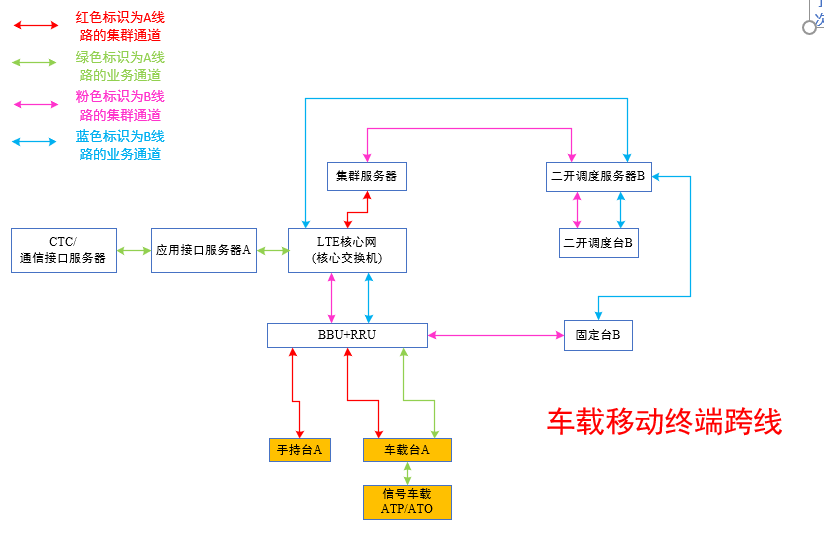 红色标识为A线
路的集群通道
绿色标识为A线
路的业务通道
粉色标识为B线
路的集群通道
蓝色标识为B线
路的业务通道
集群服务器
二开调度服务器B
CTC/
通信接口服务器
应用接口服务器A
LTE核心网
(核心交换机)
二开调度台B
BBU+RRU
固定台B
车载移动终端跨线
手持台A
车载台A
信号车载
ATP/ATO